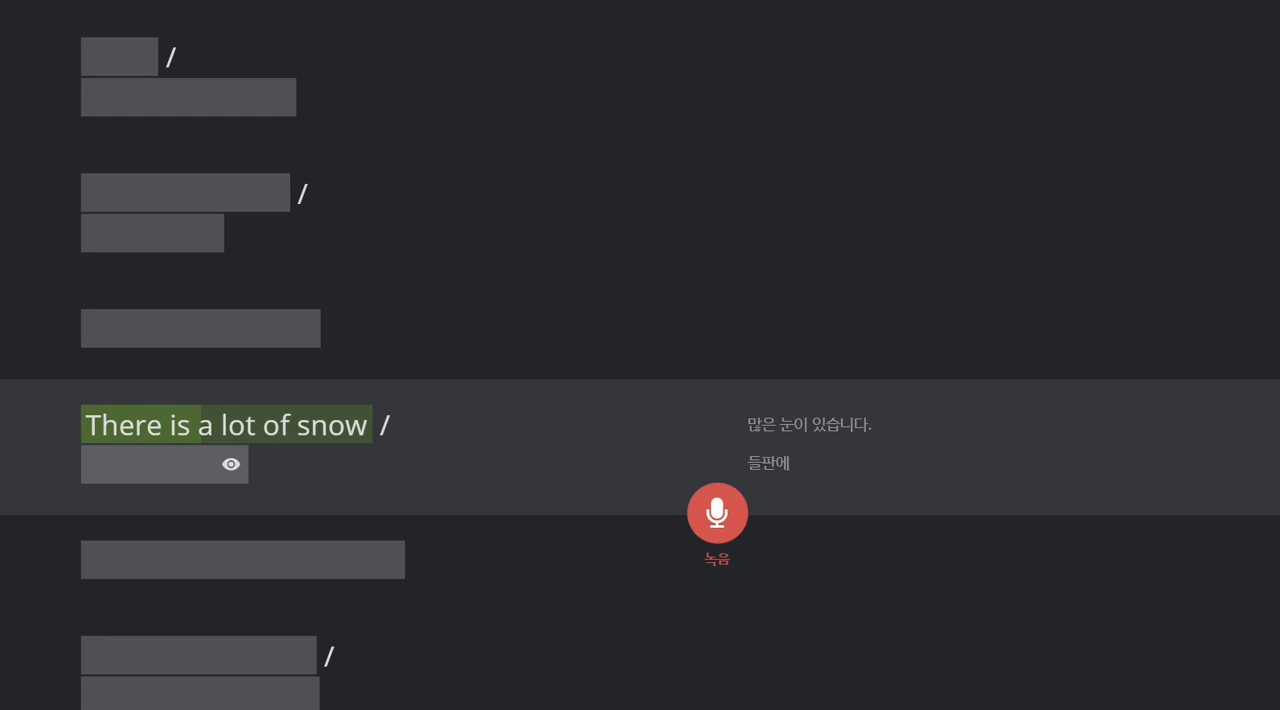 /
/
There is a lot of snow /
많은 눈이 있습니다.
들판에
녹음
/